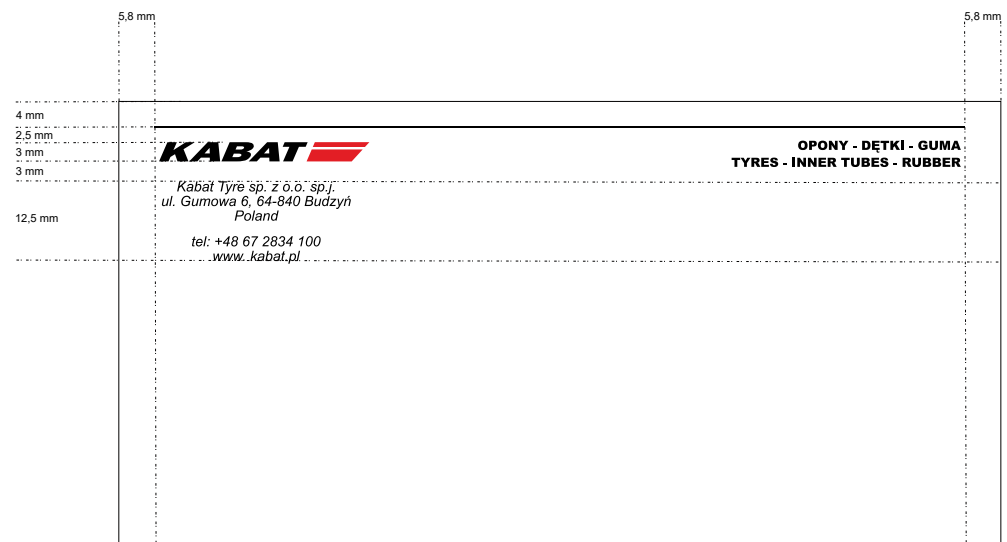 5,8 mm
5,8 mm
4 mm
2,5 mm
3 mm
3 mm
12,5 mm
KABAT
OPONY - DĘTKI - GUMA
TYRES - INNER TUBES - RUBBER
Kabat Tyre sp. z o.o. sp.j.
ul. Gumowa 6, 64-840 Budzyń
Poland
tel: +48 67 2834 100
www. kabat.pl